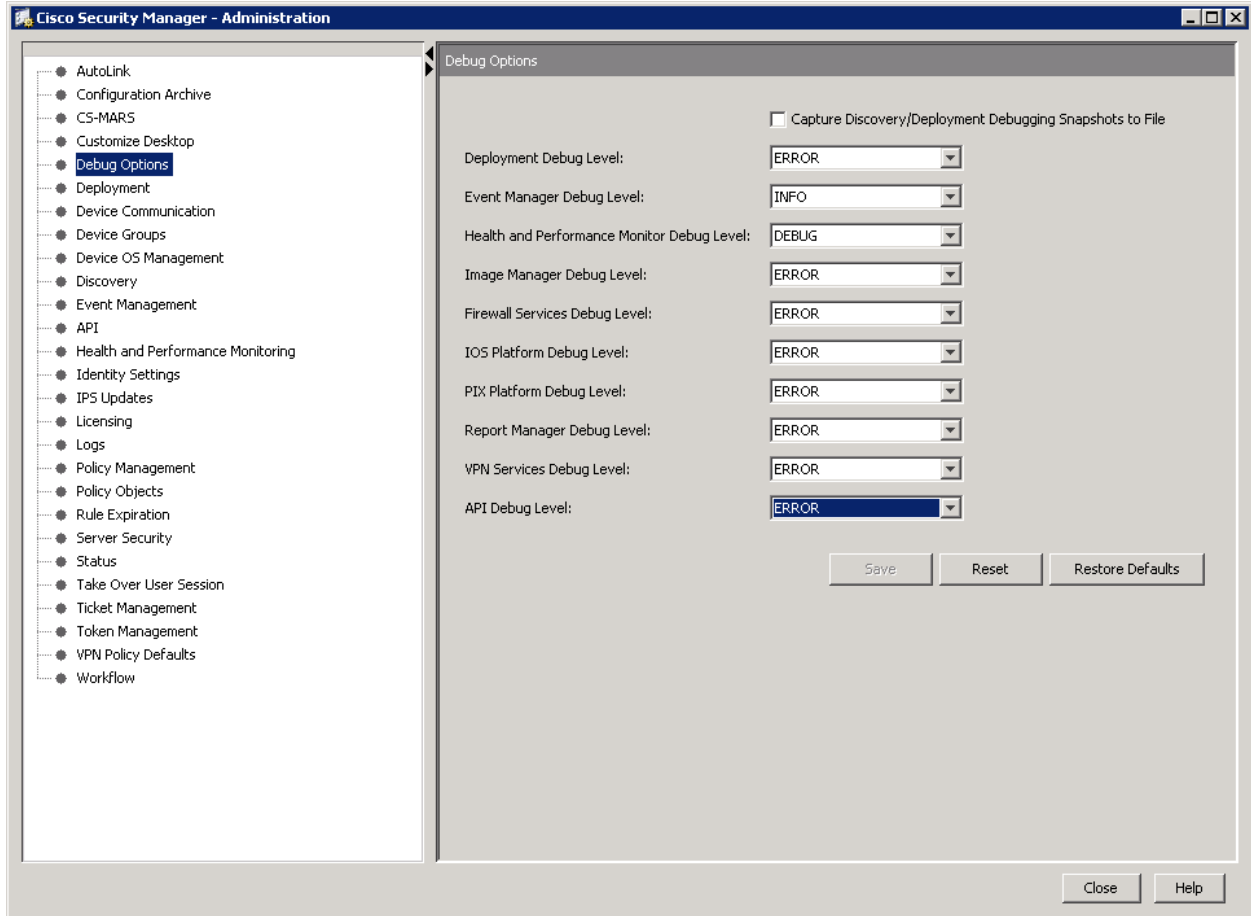 Cisco Security Manager - Administration
AutoLink
Configuration Archive
CS-MARS
Customize Desktop
Debug Options
Deployment
Device Communication
Device Groups
Device OS Management
Discovery
Event Management
API
Health and Performance Monitoring
Identity Settings
IPS Updates
Licensing
Logs
Policy Management
Policy Objects
Rule Expiration
Server Security
Status
Take Over User Session
Ticket Management
Token Management
VPN Policy Defaults
Workflow
Debug Options
Capture Discovery/Deployment Debugging Snapshots to File
Deployment Debug Level: ERROR
Event Manager Debug Level: INFO
Health and Performance Monitor Debug Level: DEBUG
Image Manager Debug Level: ERROR
Firewall Services Debug Level: ERROR
IOS Platform Debug Level: ERROR
PIX Platform Debug Level: ERROR
Report Manager Debug Level: ERROR
VPN Services Debug Level: ERROR
API Debug Level: ERROR
Save Reset Restore Defaults
Close Help